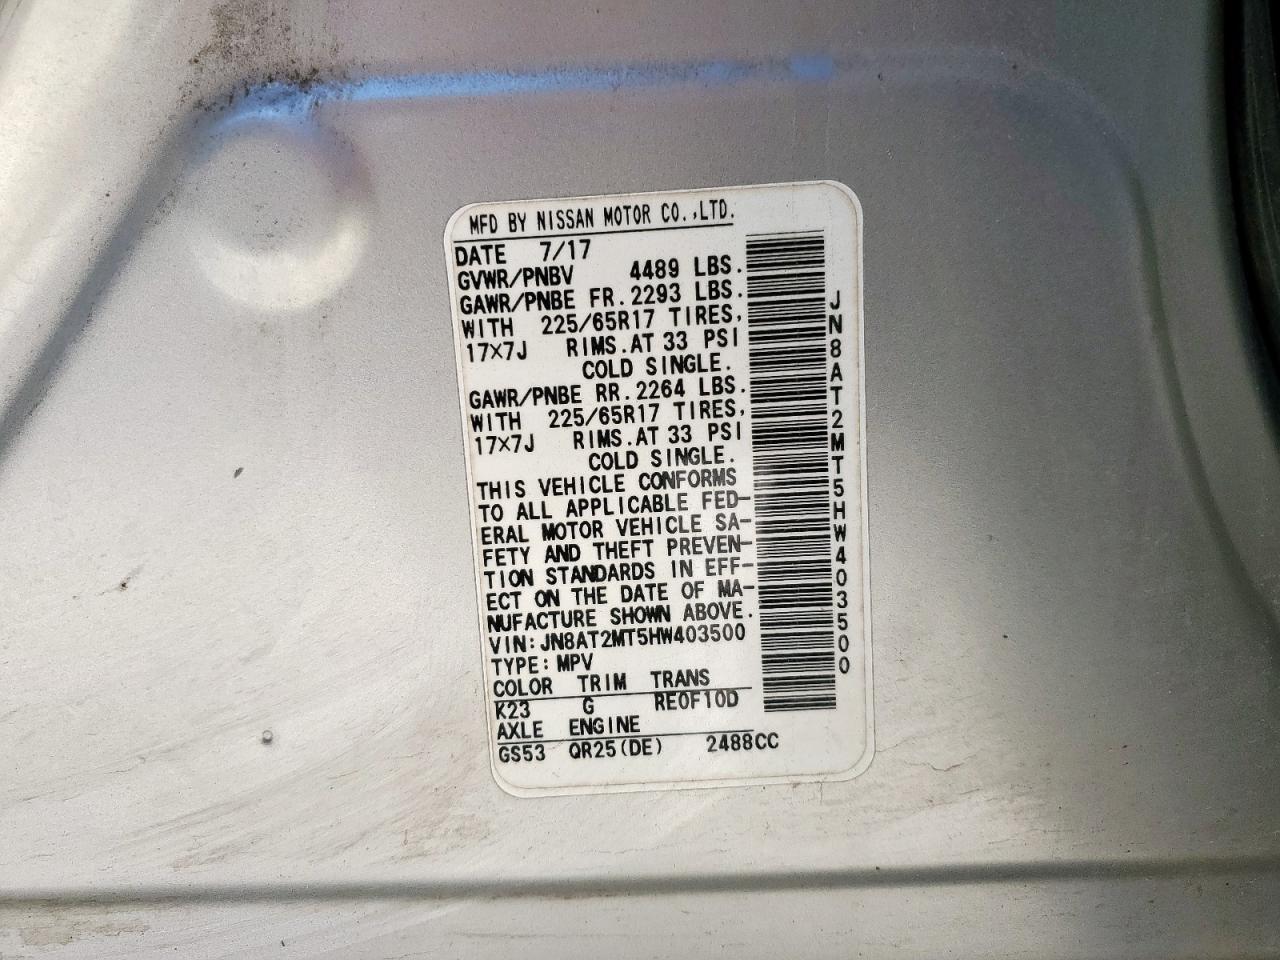 MFD BY NISSAN MOTOR CO.,LTD.
DATE 7/17
GVWR/PNBV 4489 LBS.
GAWR/PNBE FR.2293 LBS.
WITH 225/65R17 TIRES,
17×7J RIMS.AT 33 PSI
COLD SINGLE.
GAWR/PNBE RR.2264 LBS.
WITH 225/65R17 TIRES,
17×7J RIMS.AT 33 PSI
COLD SINGLE.
THIS VEHICLE CONFORMS
TO ALL APPLICABLE FED-
ERAL MOTOR VEHICLE SA-
FETY AND THEFT PREVEN-
TION STANDARDS IN EFF-
ECT ON THE DATE OF MA-
NUFACTURE SHOWN ABOVE.
VIN:JN8AT2MT5HW403500
TYPE:MPV
COLOR TRIM TRANS
K23 G RE0F10D
AXLE ENGINE
GS53 QR25(DE) 2488CC
JN8AT2MT5HW403500